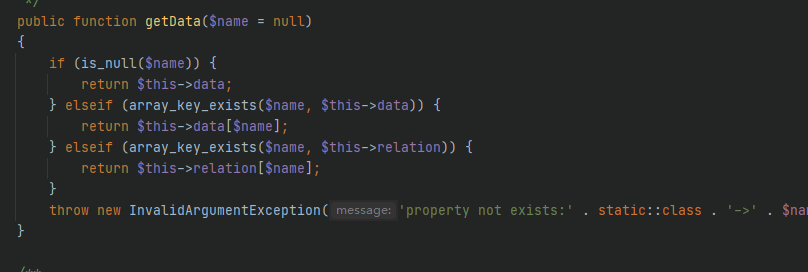 */
public function getData($name = null)
{
if (is_null($name)) {
return $this->data;
} elseif (array_key_exists($name, $this->data)) {
return $this->data[$name];
} elseif (array_key_exists($name, $this->relation)) {
return $this->relation[$name];
}
throw new InvalidArgumentException( message: 'property not exists:' . static::class . '->' . $na
}
/**